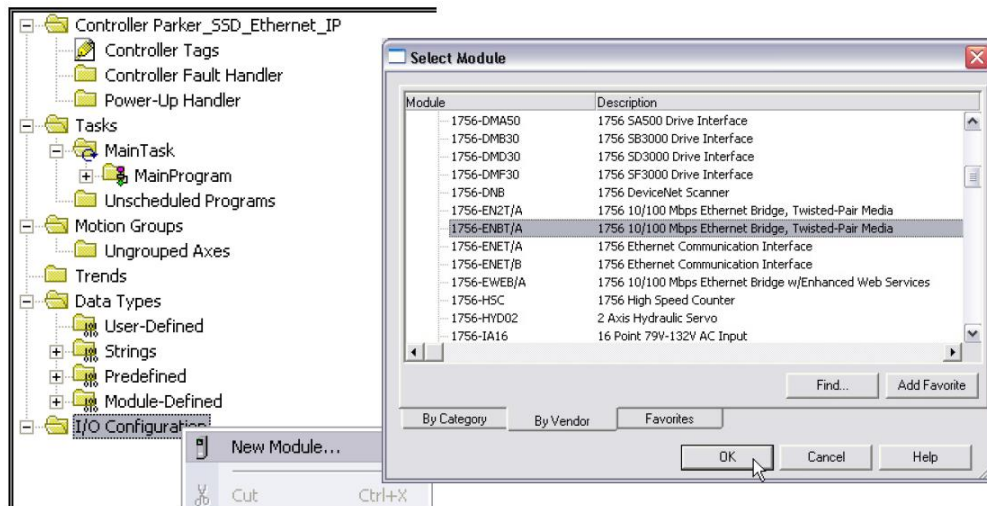 Controller Parker_SSD_Ethernet_IP
Controller Tags
Controller Fault Handler
Power-Up Handler
Tasks
MainTask
MainProgram
Unscheduled Programs
Motion Groups
Ungrouped Axes
Trends
Data Types
User-Defined
Strings
Predefined
Module-Defined
I/O Configuration
New Module...
Cut Ctrl+X
Select Module
Module Description
1756-DMA50 1756 SA500 Drive Interface
1756-DMB30 1756 SB3000 Drive Interface
1756-DMD30 1756 SD3000 Drive Interface
1756-DMF30 1756 SF3000 Drive Interface
1756-DNB 1756 DeviceNet Scanner
1756-EN2T/A 1756 10/100 Mbps Ethernet Bridge, Twisted-Pair Media
1756-ENBT/A 1756 10/100 Mbps Ethernet Bridge, Twisted-Pair Media
1756-ENET/A 1756 Ethernet Communication Interface
1756-ENET/B 1756 Ethernet Communication Interface
1756-EWEB/A 1756 10/100 Mbps Ethernet Bridge w/Enhanced Web Services
1756-HSC 1756 High Speed Counter
1756-HYD02 2 Axis Hydraulic Servo
1756-IA16 16 Point 79V-132V AC Input
Find... Add Favorite
By Category By Vendor Favorites
OK Cancel Help